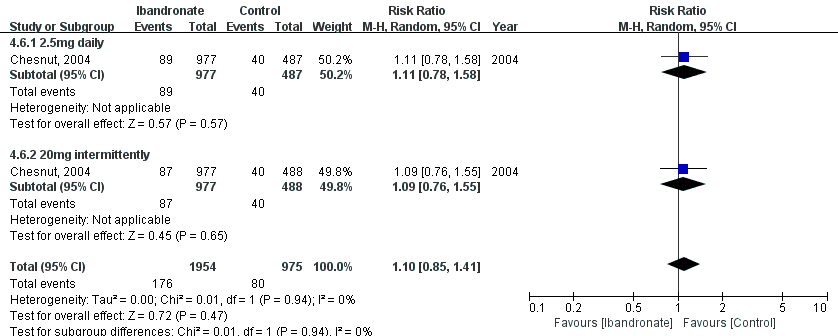 Ibandronate Control Risk Ratio Risk Ratio
Study or Subgroup Events Total Events Total Weight M-H, Random, 95% CI Year M-H, Random, 95% CI
4.6.1 2.5mg daily
Chesnut, 2004 89 977 40 487 50.2% 1.11 [0.78, 1.58] 2004
Subtotal (95% CI) 977 487 50.2% 1.11 [0.78, 1.58]
Total events 89 40
Heterogeneity: Not applicable
Test for overall effect: Z = 0.57 (P = 0.57)
4.6.2 20mg intermittently
Chesnut, 2004 87 977 40 488 49.8% 1.09 [0.76, 1.55] 2004
Subtotal (95% CI) 977 488 49.8% 1.09 [0.76, 1.55]
Total events 87 40
Heterogeneity: Not applicable
Test for overall effect: Z = 0.45 (P = 0.65)
Total (95% CI) 1954 975 100.0% 1.10 [0.85, 1.41]
Total events 176 80
Heterogeneity: Tau² = 0.00; Chi² = 0.01, df = 1 (P = 0.94); I² = 0%
Test for overall effect: Z = 0.72 (P = 0.47)
Test for subgroup differences: Chi² = 0.01, df = 1 (P = 0.94), I² = 0%
0.1 0.2 0.5 1 2 5 10
Favours [Ibandronate] Favours [Control]